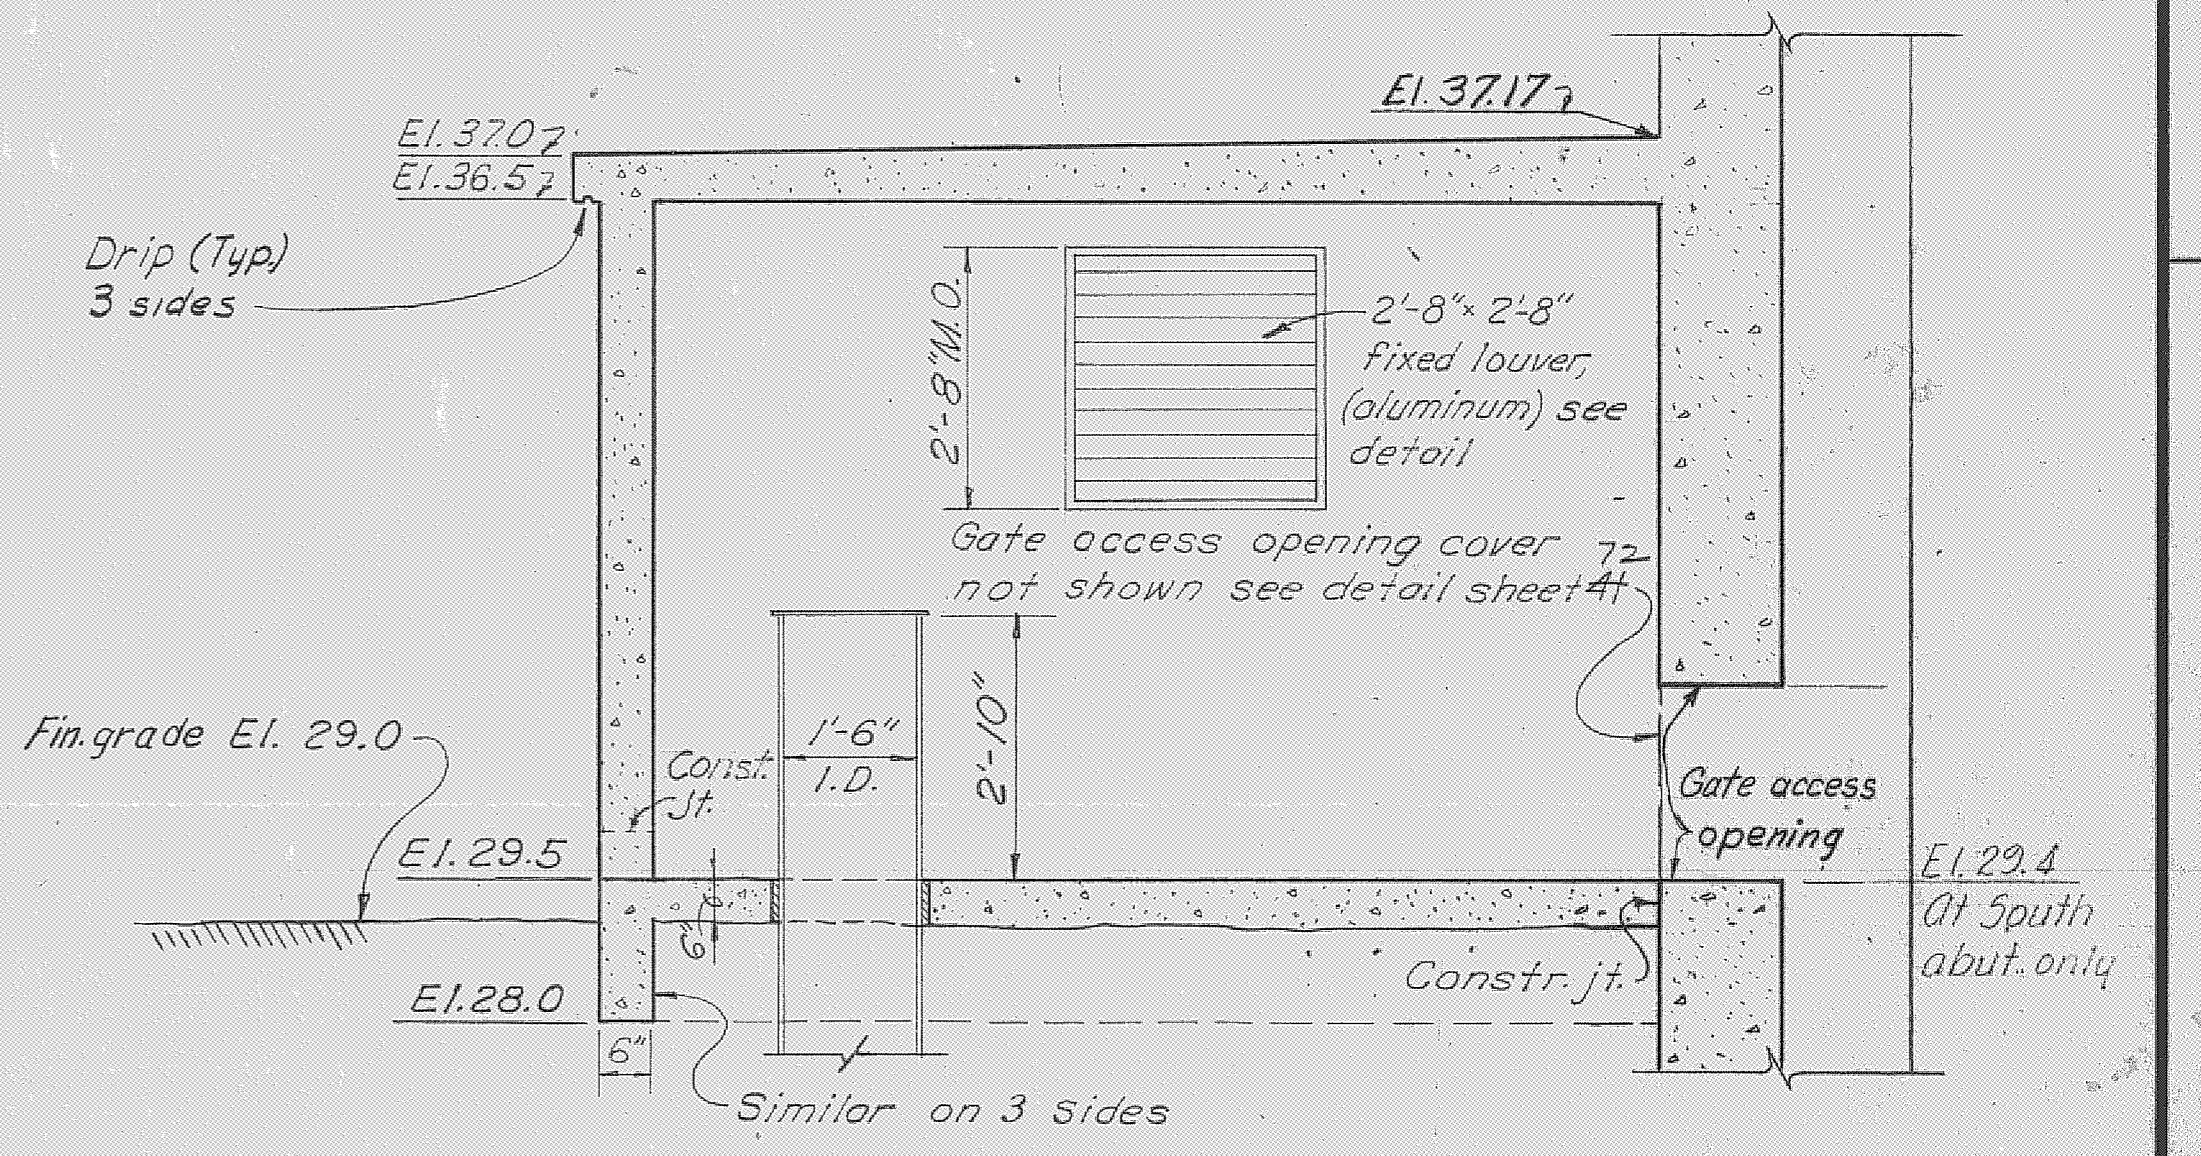 El. 37.17
El. 37.0
El. 36.5
Drip (Typ.)
3 sides
2'-8" M.O.
2'-8" x 2'-8"
fixed louver,
(aluminum) see
detail
Gate access opening cover
72
not shown see detail sheet 41
Fin. grade El. 29.0
Const.
Jt.
1'-6"
I.D.
2'-10"
Gate access
opening
El. 29.5
6"
El. 29.4
At South
abut. only
Constr. jt.
El. 28.0
6"
Similar on 3 sides